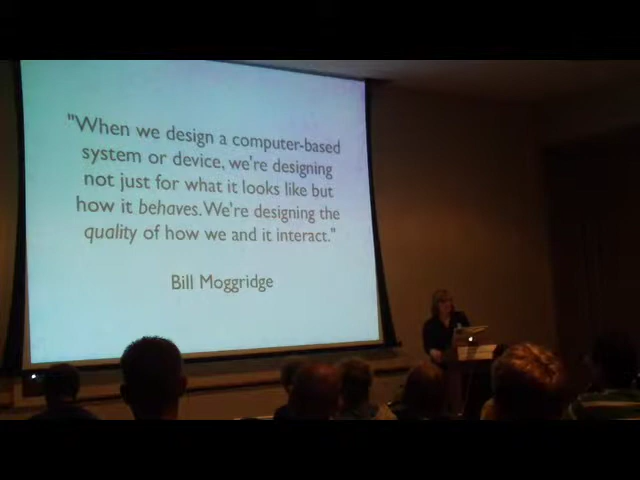 "When we design a computer-based
system or device, we're designing
not just for what it looks like but
how it behaves. We're designing the
quality of how we and it interact."
Bill Moggridge